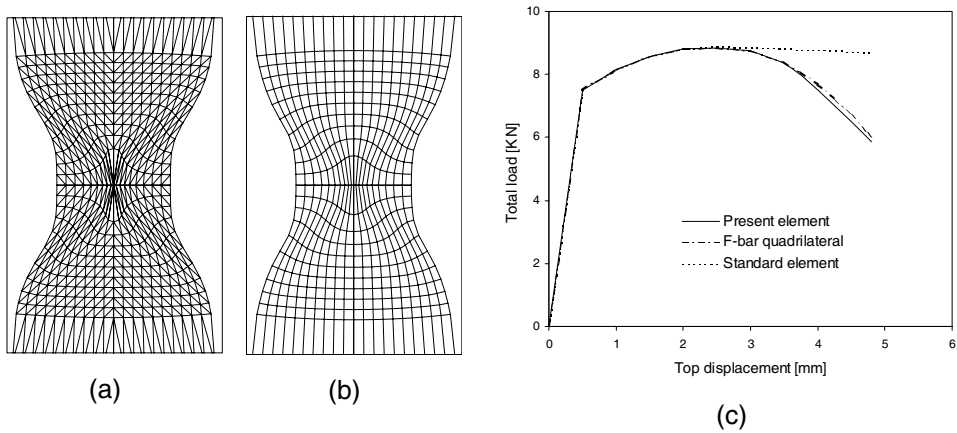 (a)
(b)
Total load [KN]
10
8
6
4
2
0
0 1 2 3 4 5 6
Top displacement [mm]
Present element
F-bar quadrilateral
Standard element
(c)